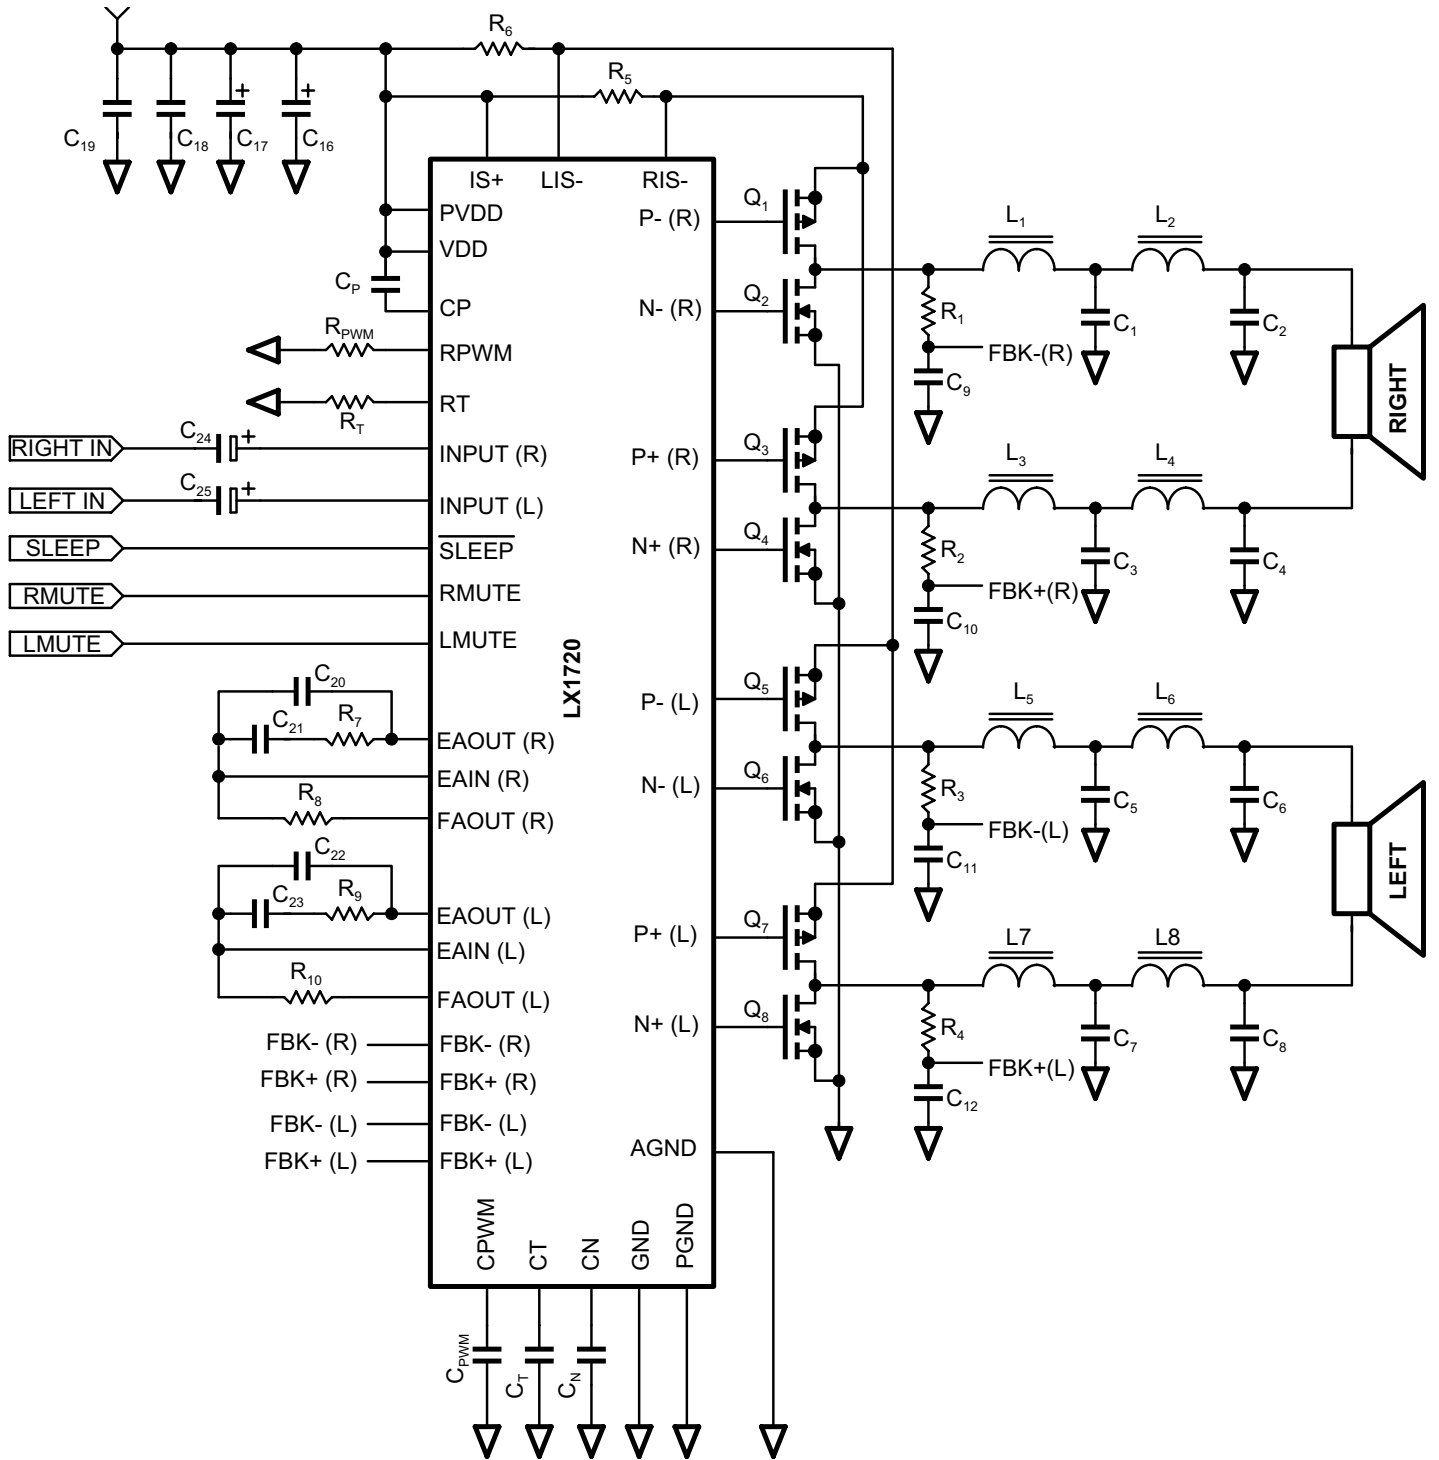 R6
R5
C19
C18
C17
C16
+
+
IS+
LIS-
RIS-
PVDD
VDD
CP
CP
RPWM
RPWM
RT
RT
RIGHT IN
C24
+
INPUT (R)
LEFT IN
C25
+
INPUT (L)
SLEEP
SLEEP
RMUTE
RMUTE
LMUTE
LMUTE
LX1720
C20
C21
R7
EAOUT (R)
EAIN (R)
R8
FAOUT (R)
C22
C23
R9
EAOUT (L)
EAIN (L)
R10
FAOUT (L)
FBK- (R)
FBK- (R)
FBK+ (R)
FBK+ (R)
FBK- (L)
FBK- (L)
FBK+ (L)
FBK+ (L)
P- (R)
Q1
N- (R)
Q2
P+ (R)
Q3
N+ (R)
Q4
P- (L)
Q5
N- (L)
Q6
P+ (L)
Q7
N+ (L)
Q8
AGND
CPWM
CT
CN
GND
PGND
CPWM
CT
CN
L1
L2
R1
C1
C2
FBK-(R)
C9
RIGHT
L3
L4
R2
C3
C4
FBK+(R)
C10
L5
L6
R3
C5
C6
FBK-(L)
C11
LEFT
L7
L8
R4
C7
C8
FBK+(L)
C12